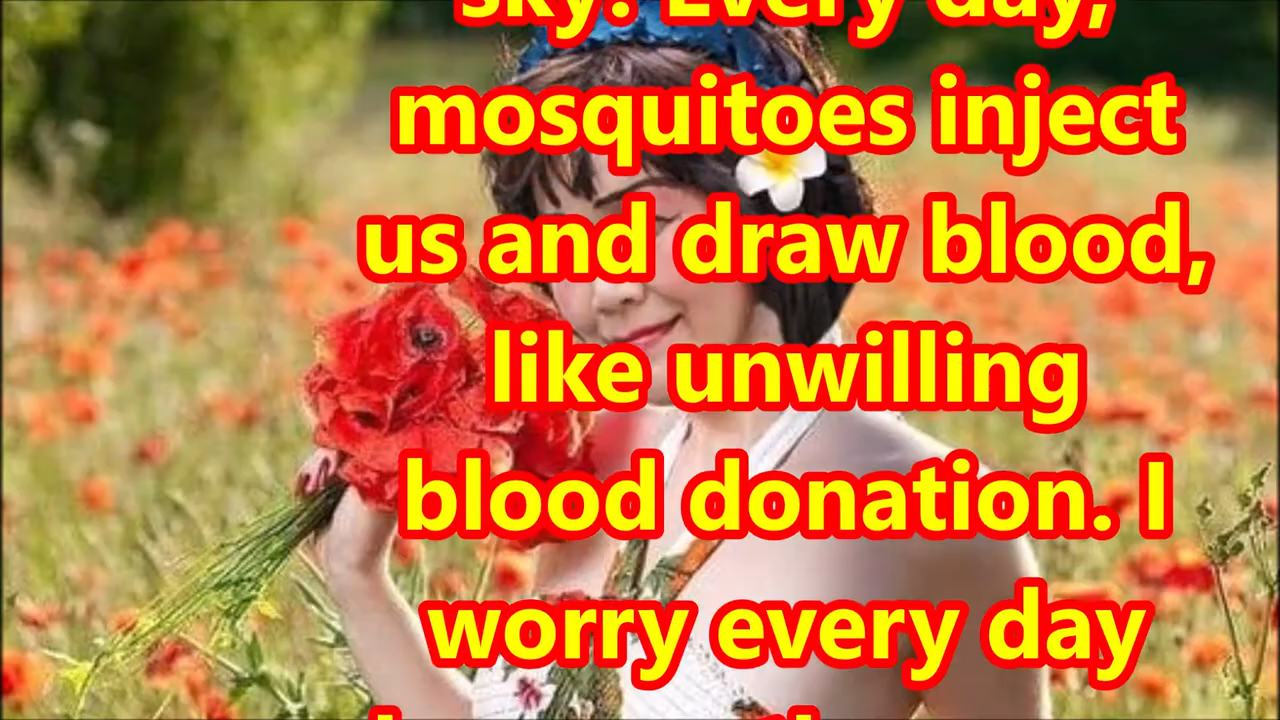 sky? Every day,
mosquitoes inject
us and draw blood,
like unwilling
blood donation. I
worry every day